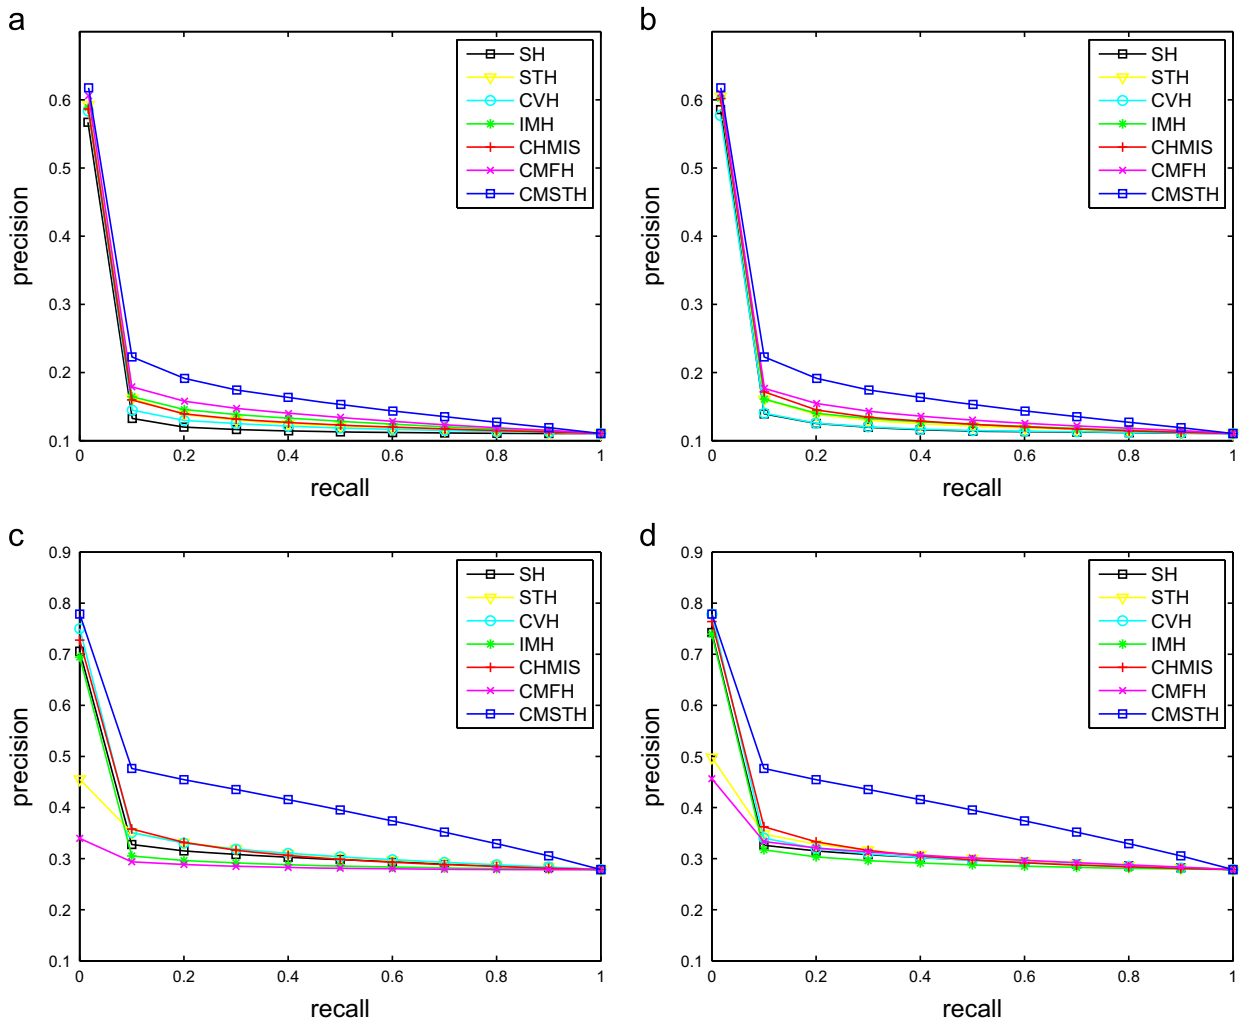 a
precision
0.6
0.5
0.4
0.3
0.2
0.1
0 0.2 0.4 0.6 0.8 1
recall
SH
STH
CVH
IMH
CHMIS
CMFH
CMSTH
b
precision
0.6
0.5
0.4
0.3
0.2
0.1
0 0.2 0.4 0.6 0.8 1
recall
SH
STH
CVH
IMH
CHMIS
CMFH
CMSTH
c
precision
0.9
0.8
0.7
0.6
0.5
0.4
0.3
0.2
0.1
0 0.2 0.4 0.6 0.8 1
recall
SH
STH
CVH
IMH
CHMIS
CMFH
CMSTH
d
precision
0.9
0.8
0.7
0.6
0.5
0.4
0.3
0.2
0.1
0 0.2 0.4 0.6 0.8 1
recall
SH
STH
CVH
IMH
CHMIS
CMFH
CMSTH